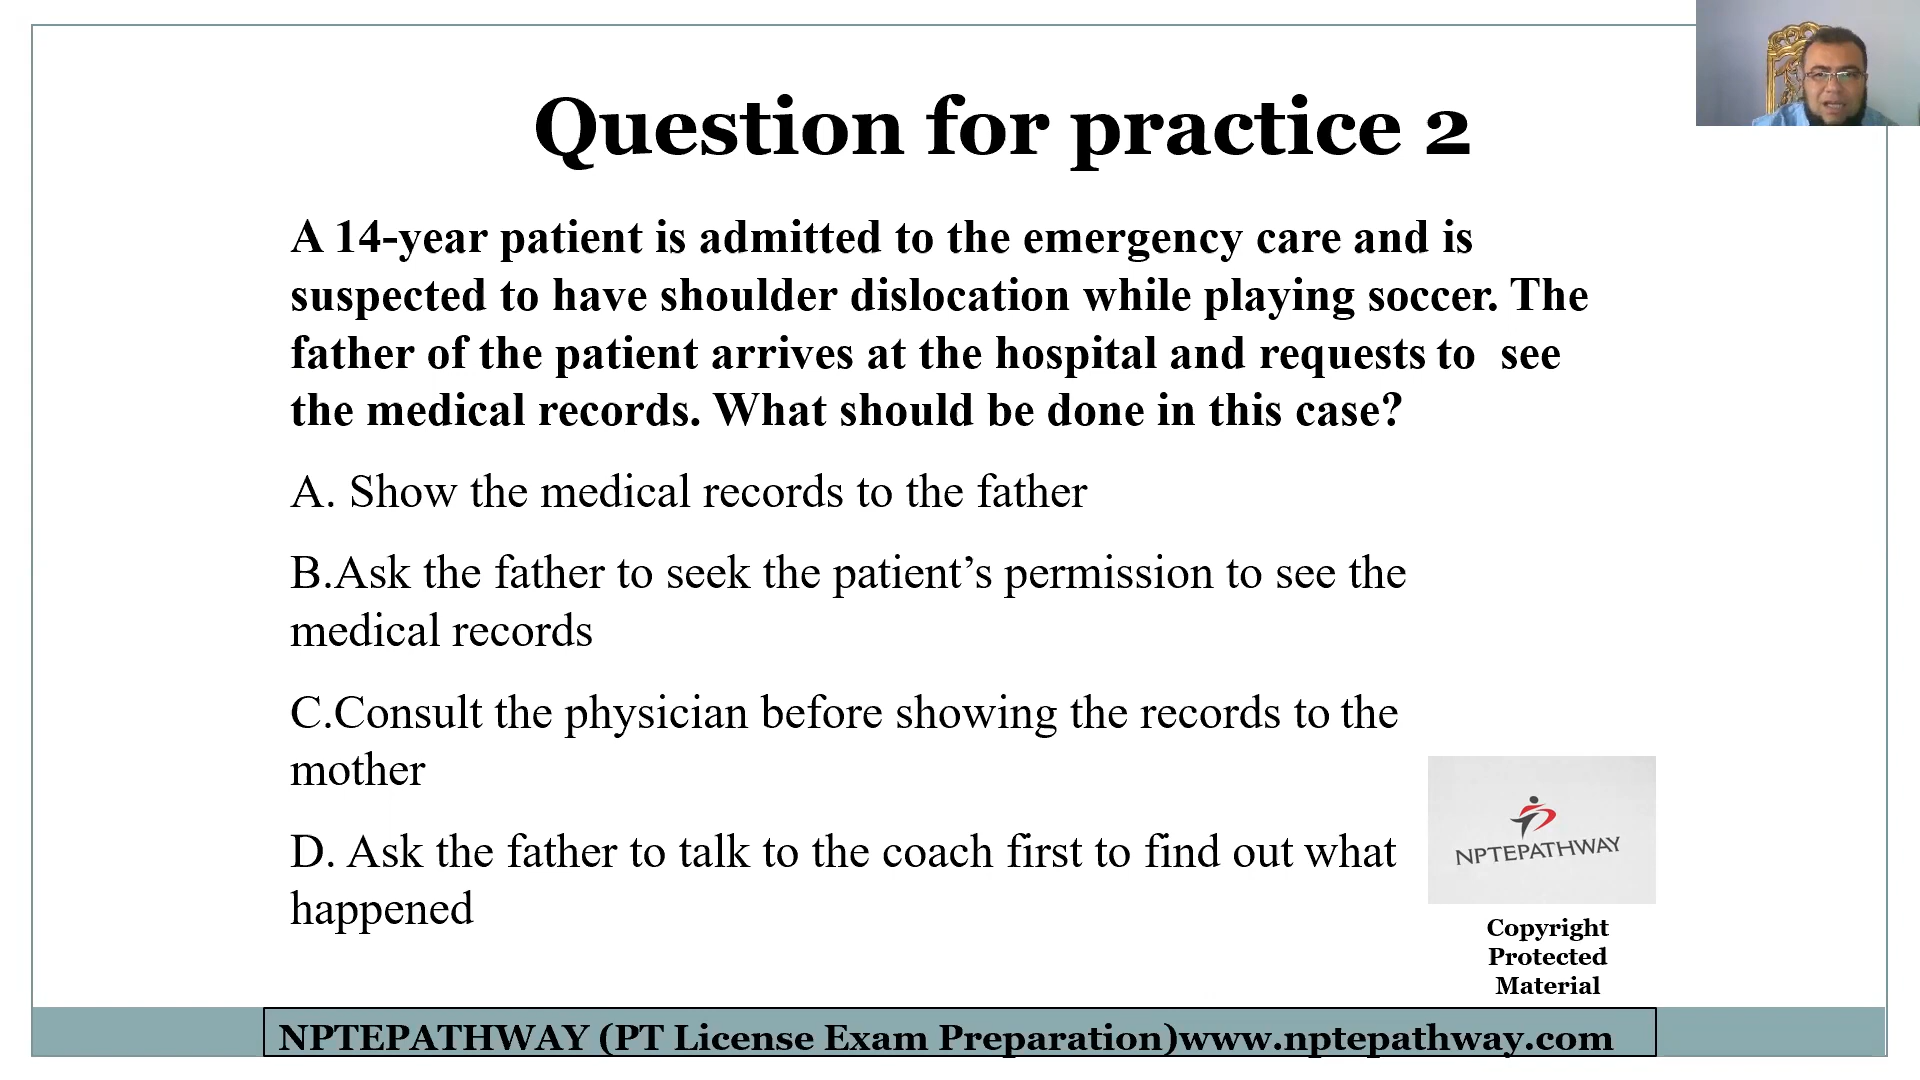 Question for practice 2
A 14-year patient is admitted to the emergency care and is
suspected to have shoulder dislocation while playing soccer. The
father of the patient arrives at the hospital and requests to  see
the medical records. What should be done in this case?
A. Show the medical records to the father
B.Ask the father to seek the patient’s permission to see the
medical records
C.Consult the physician before showing the records to the
mother
D. Ask the father to talk to the coach first to find out what
happened
NPTEPATHWAY
Copyright
Protected
Material
NPTEPATHWAY (PT License Exam Preparation)www.nptepathway.com